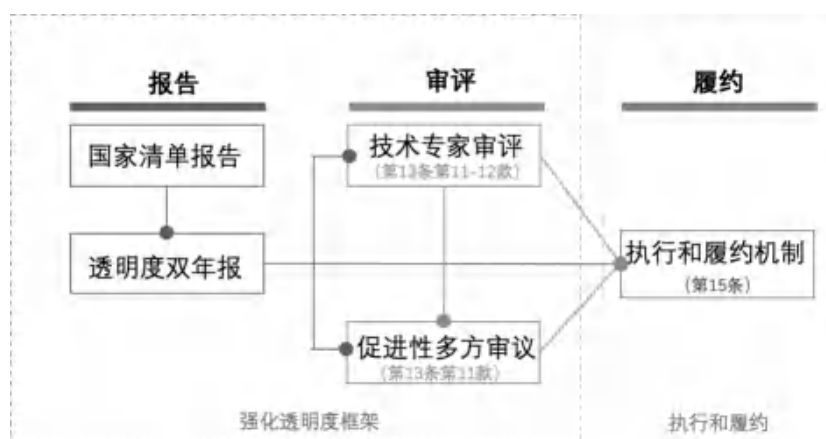 报告
审评
履约
国家清单报告
技术专家审评
(第13条第11-12款)
透明度双年报
执行和履约机制
(第15条)
促进性多方审议
(第13条第11款)
强化透明度框架
执行和履约